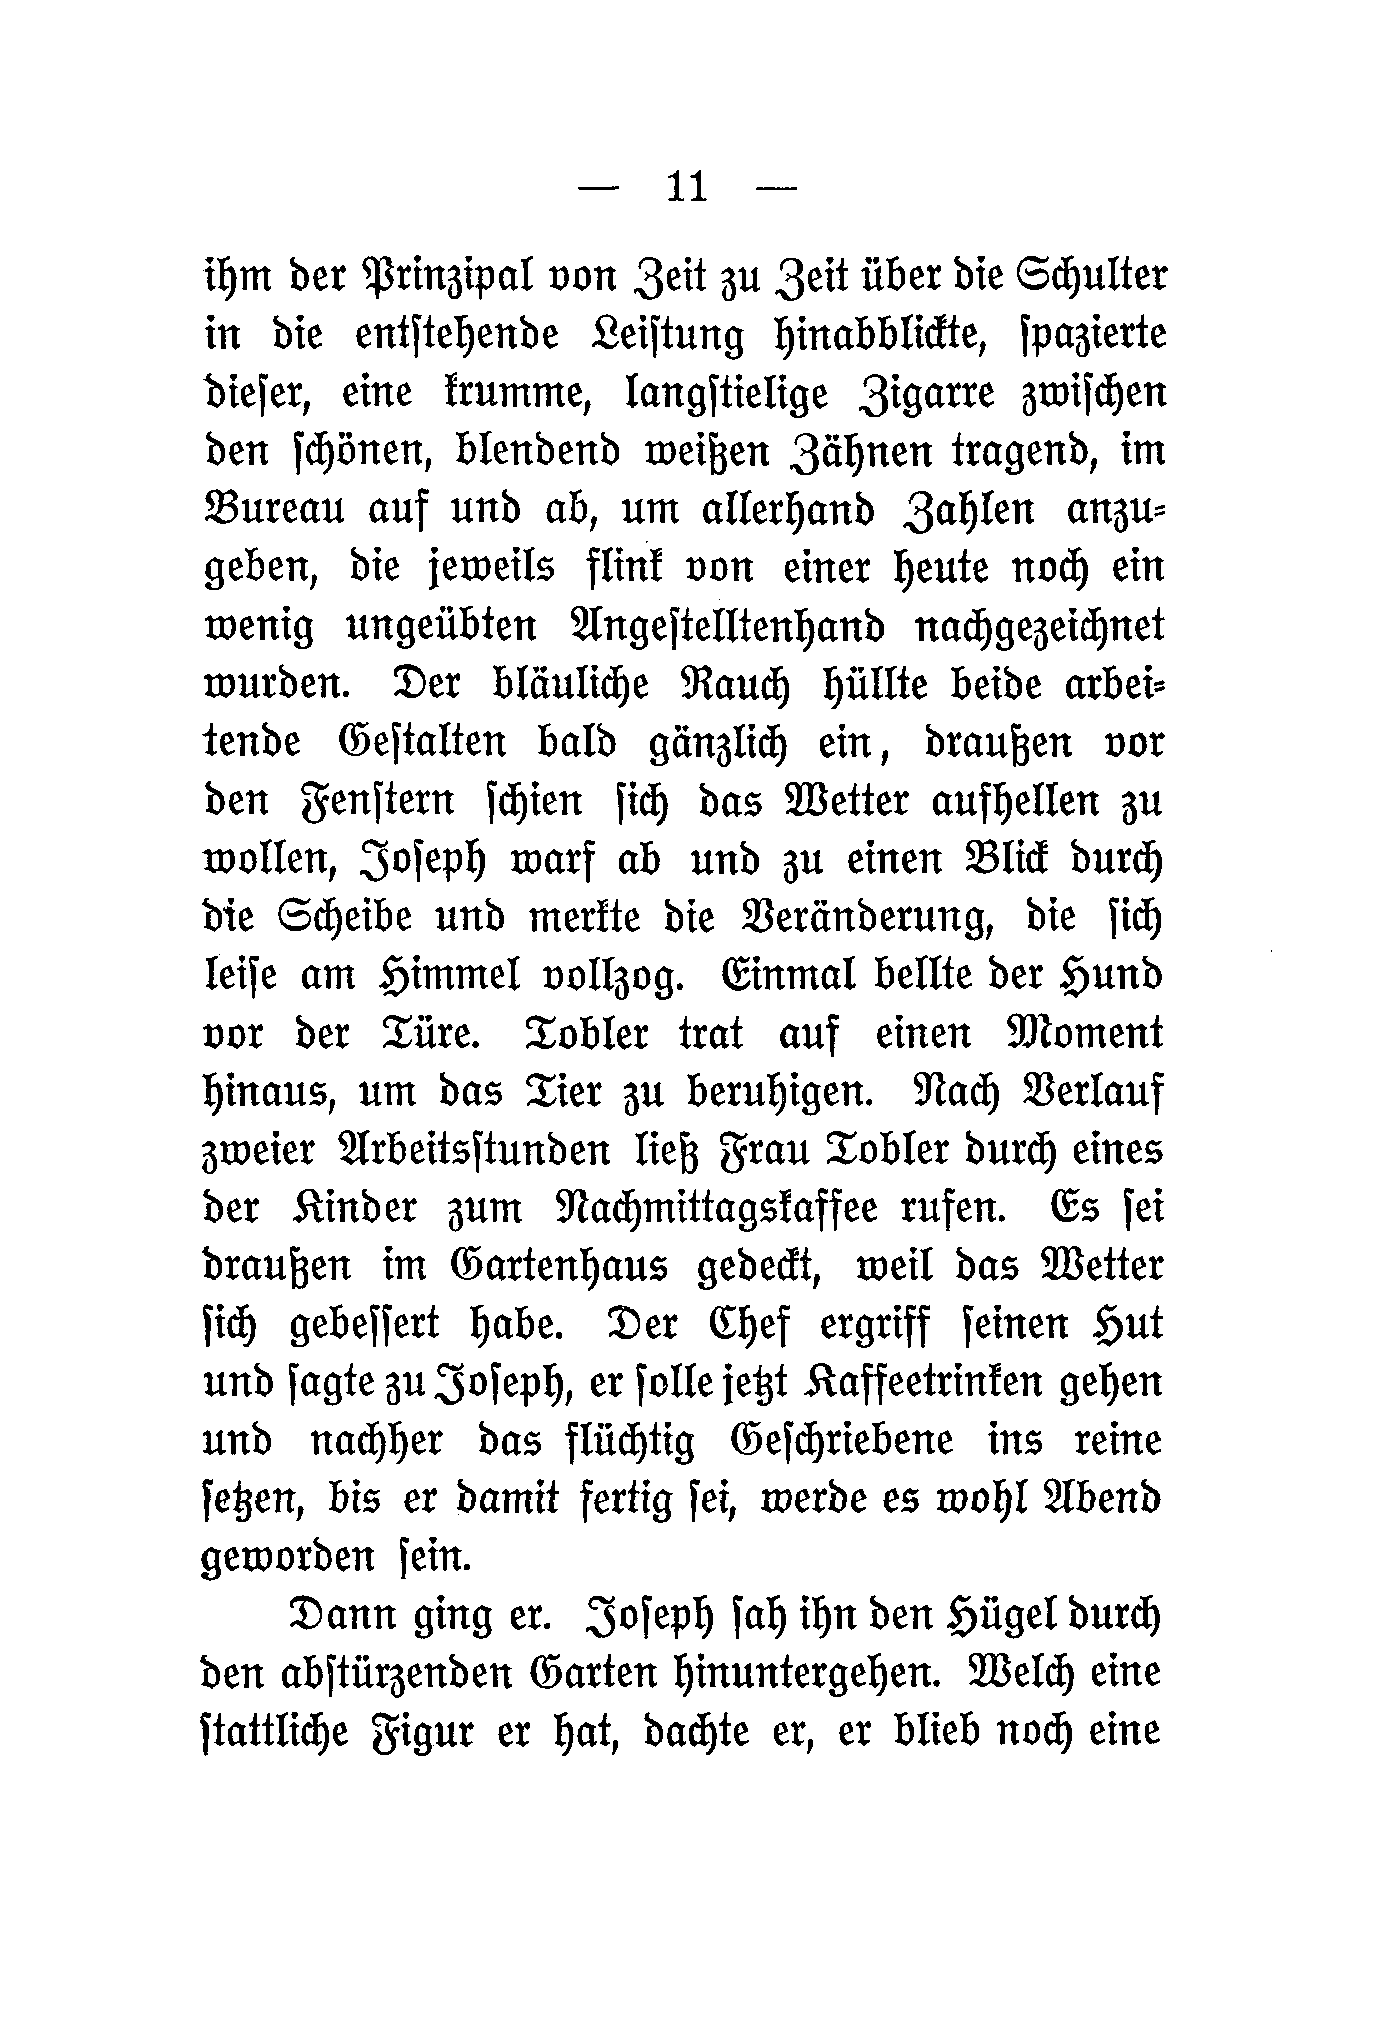 — 11 —
ihm der Prinzipal von Zeit zu Zeit über die Schulter
in die entſtehende Leiſtung hinabblickte, ſpazierte
dieſer, eine krumme, langſtielige Zigarre zwiſchen
den ſchönen, blendend weißen Zähnen tragend, im
Bureau auf und ab, um allerhand Zahlen anzu⸗
geben, die jeweils flink von einer heute noch ein
wenig ungeübten Angeſtelltenhand nachgezeichnet
wurden. Der bläuliche Rauch hüllte beide arbei⸗
tende Geſtalten bald gänzlich ein, draußen vor
den Fenſtern ſchien ſich das Wetter aufhellen zu
wollen, Joſeph warf ab und zu einen Blick durch
die Scheibe und merkte die Veränderung, die ſich
leiſe am Himmel vollzog. Einmal bellte der Hund
vor der Türe. Tobler trat auf einen Moment
hinaus, um das Tier zu beruhigen. Nach Verlauf
zweier Arbeitsſtunden ließ Frau Tobler durch eines
der Kinder zum Nachmittagskaffee rufen. Es ſei
draußen im Gartenhaus gedeckt, weil das Wetter
ſich gebeſſert habe. Der Chef ergriff ſeinen Hut
und ſagte zu Joſeph, er ſolle jetzt Kaffeetrinken gehen
und nachher das flüchtig Geſchriebene ins reine
ſetzen, bis er damit fertig ſei, werde es wohl Abend
geworden ſein.
Dann ging er. Joſeph ſah ihn den Hügel durch
den abſtürzenden Garten hinuntergehen. Welch eine
ſtattliche Figur er hat, dachte er, er blieb noch eine